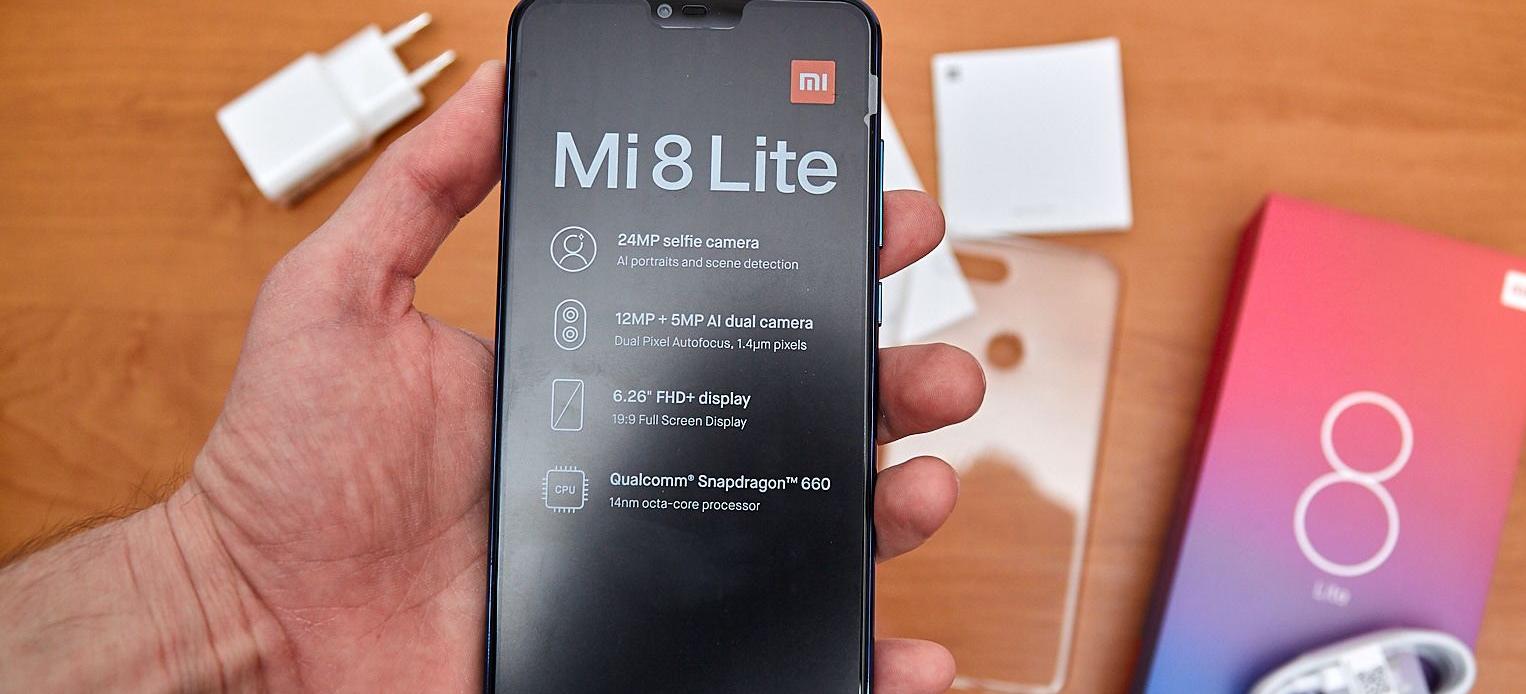 mi
Mi 8 Lite
24MP selfie camera
AI portraits and scene detection
12MP + 5MP AI dual camera
Dual Pixel Autofocus, 1.4µm pixels
6.26" FHD+ display
19:9 Full Screen Display
CPU
Qualcomm® Snapdragon™ 660
14nm octa-core processor
8
Lite